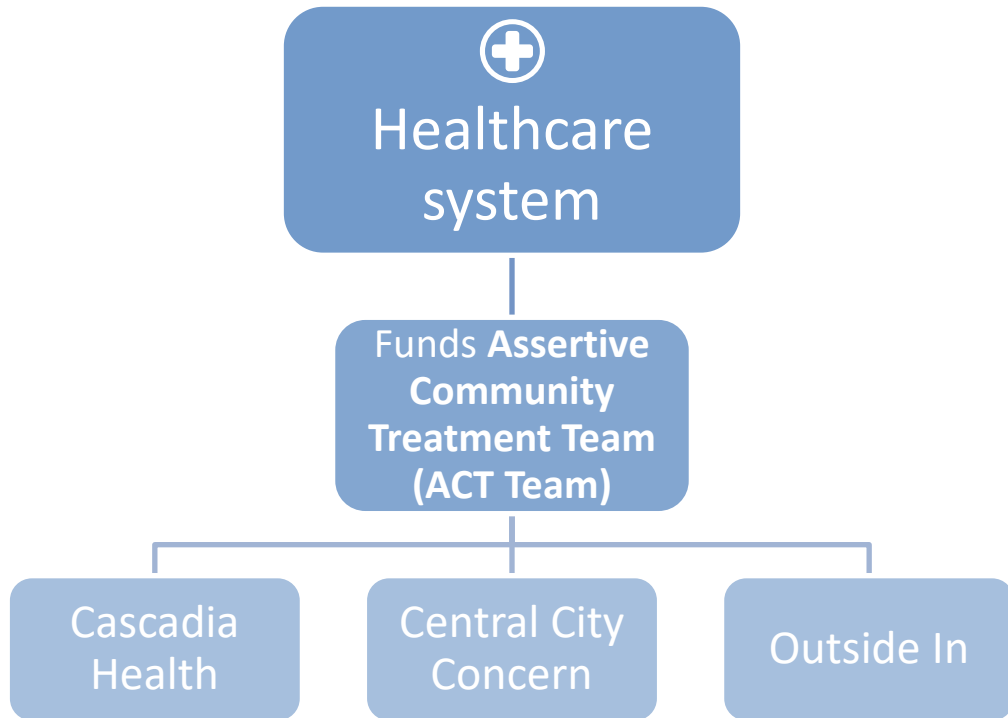 Healthcare
system
Funds Assertive
Community
Treatment Team
(ACT Team)
Cascadia
Health
Central City
Concern
Outside In